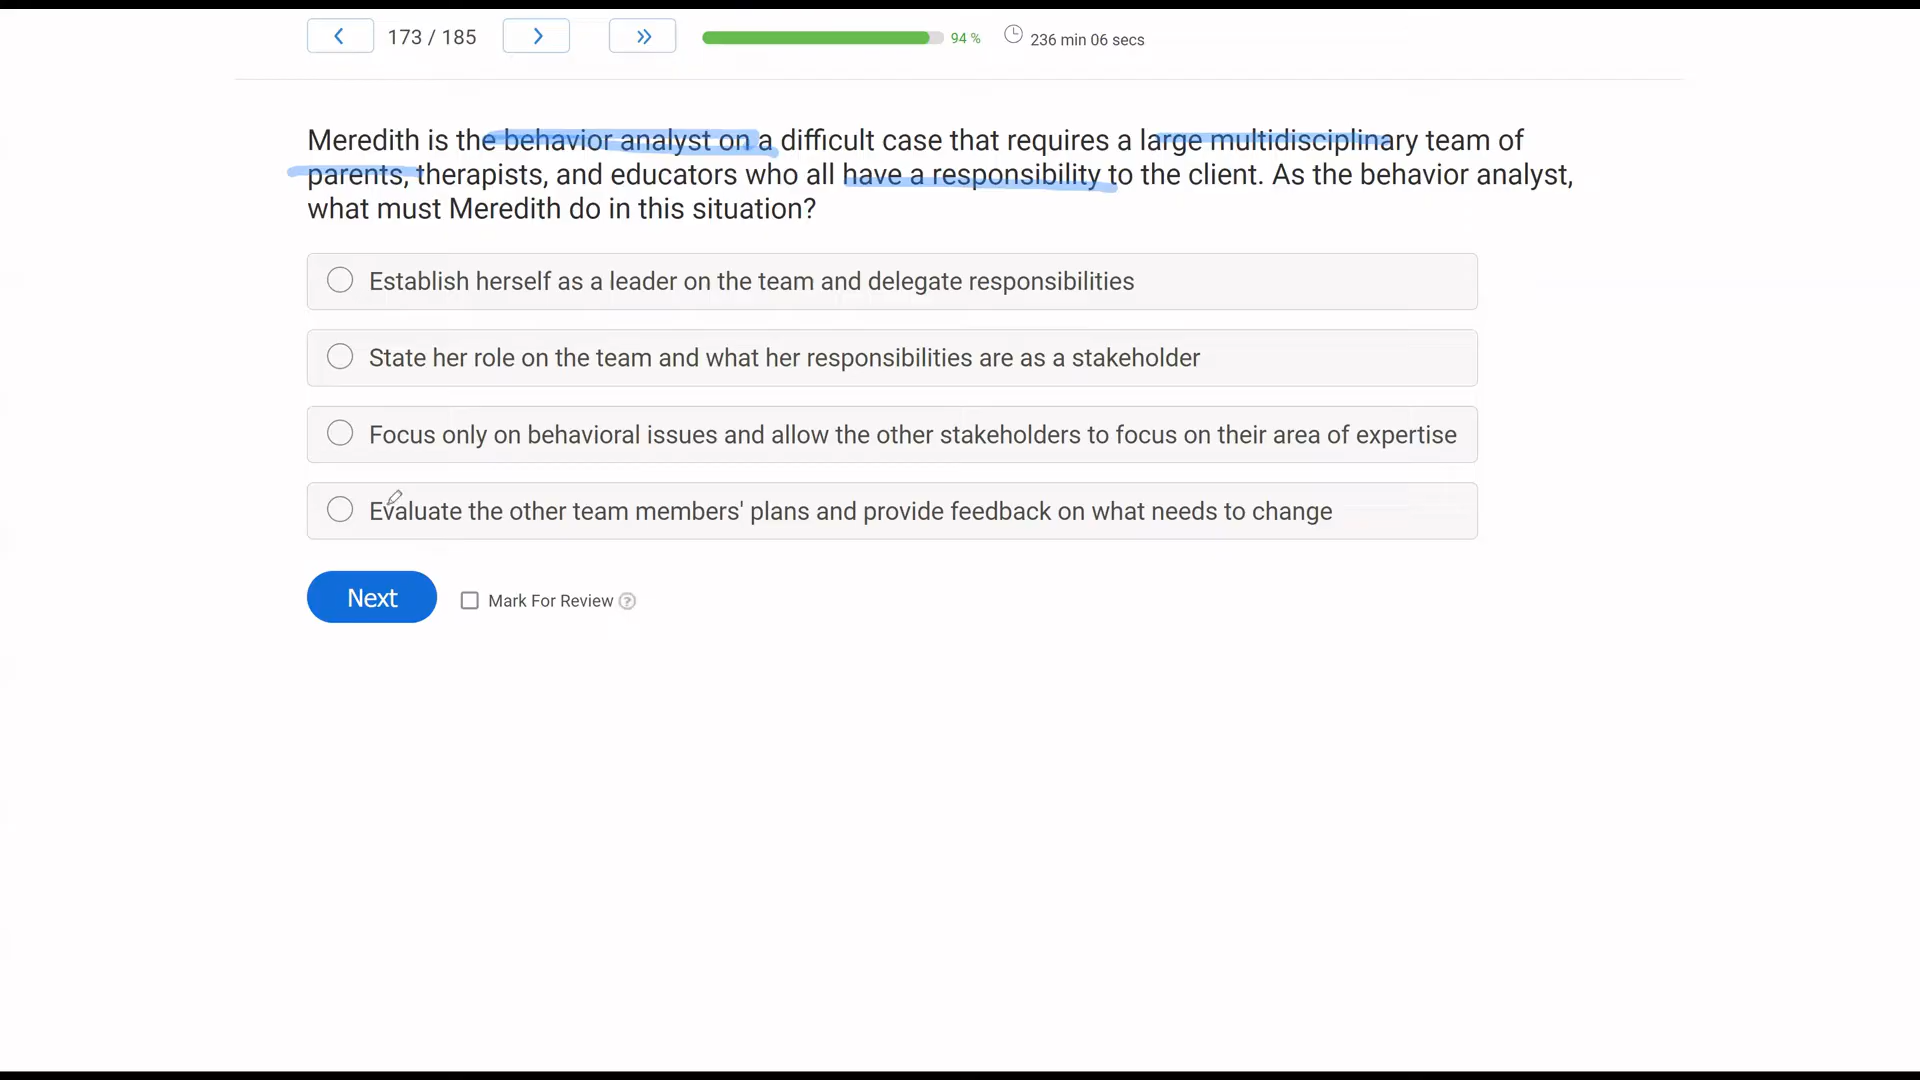 173 / 185 94 % 236 min 06 secs
Meredith is the behavior analyst on a difficult case that requires a large multidisciplinary team of
parents, therapists, and educators who all have a responsibility to the client. As the behavior analyst,
what must Meredith do in this situation?
Establish herself as a leader on the team and delegate responsibilities
State her role on the team and what her responsibilities are as a stakeholder
Focus only on behavioral issues and allow the other stakeholders to focus on their area of expertise
Evaluate the other team members' plans and provide feedback on what needs to change
Next Mark For Review ?